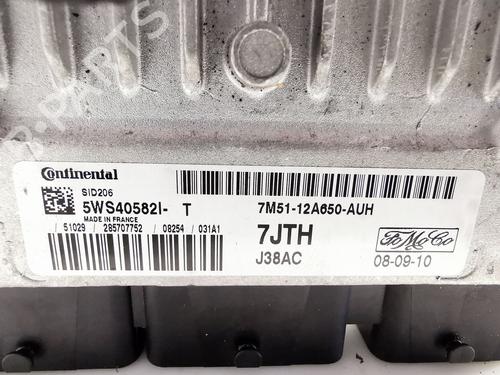 B-PARTS
Continental
SID206
5WS40582I- T
7M51-12A650-AUH
MADE IN FRANCE
/ 51029 / 285707752 / 08254 / 031A1
7JTH
J38AC
FoMoCo
08-09-10